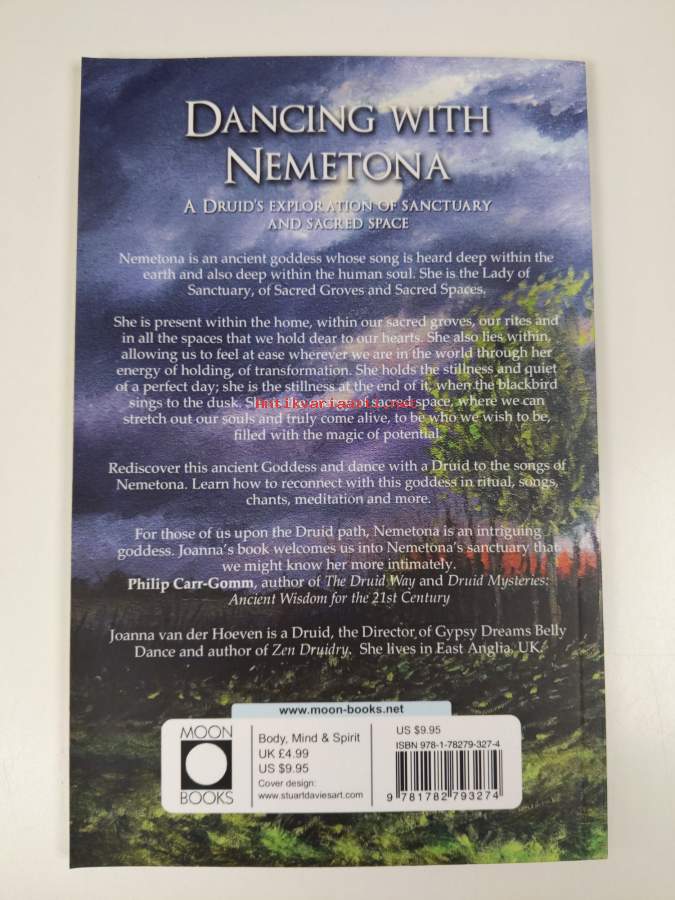 DANCING WITH
NEMETONA
A DRUID'S EXPLORATION OF SANCTUARY
AND SACRED SPACE
Nemetona is an ancient goddess whose song is heard deep within the
earth and also deep within the human soul. She is the Lady of
Sanctuary, of Sacred Groves and Sacred Spaces.
She is present within the home, within our sacred groves, our rites and
in all the spaces that we hold dear to our hearts. She also lies within,
allowing us to feel at ease wherever we are in the world through her
energy of holding, of transformation. She holds the stillness and quiet
of a perfect day; she is the stillness at the end of it, when the blackbird
sings to the dusk. She of sacred space, where we can
stretch out our souls and truly come alive, to be who we wish to be,
filled with the magic of potential.
Rediscover this ancient Goddess and dance with a Druid to the songs of
Nemetona. Learn how to reconnect with this goddess in ritual, songs,
chants, meditation and more.
For those of us upon the Druid path, Nemetona is an intriguing
goddess. Joanna's book welcomes us into Nemetona's sanctuary that
we might know her more intimately.
Philip Carr-Gomm, author of The Druid Way and Druid Mysteries:
Ancient Wisdom for the 21st Century
Joanna van der Hoeven is a Druid, the Director of Gypsy Dreams Belly
Dance and author of Zen Druidry. She lives in East Anglia, UK.
www.moon-books.net
MOON
BOOKS
Body, Mind & Spirit
UK £4.99
US $9.95
Cover design:
www.stuartdaviesart.com
US $9.95
ISBN 978-1-78279-327-4
9 781782 793274